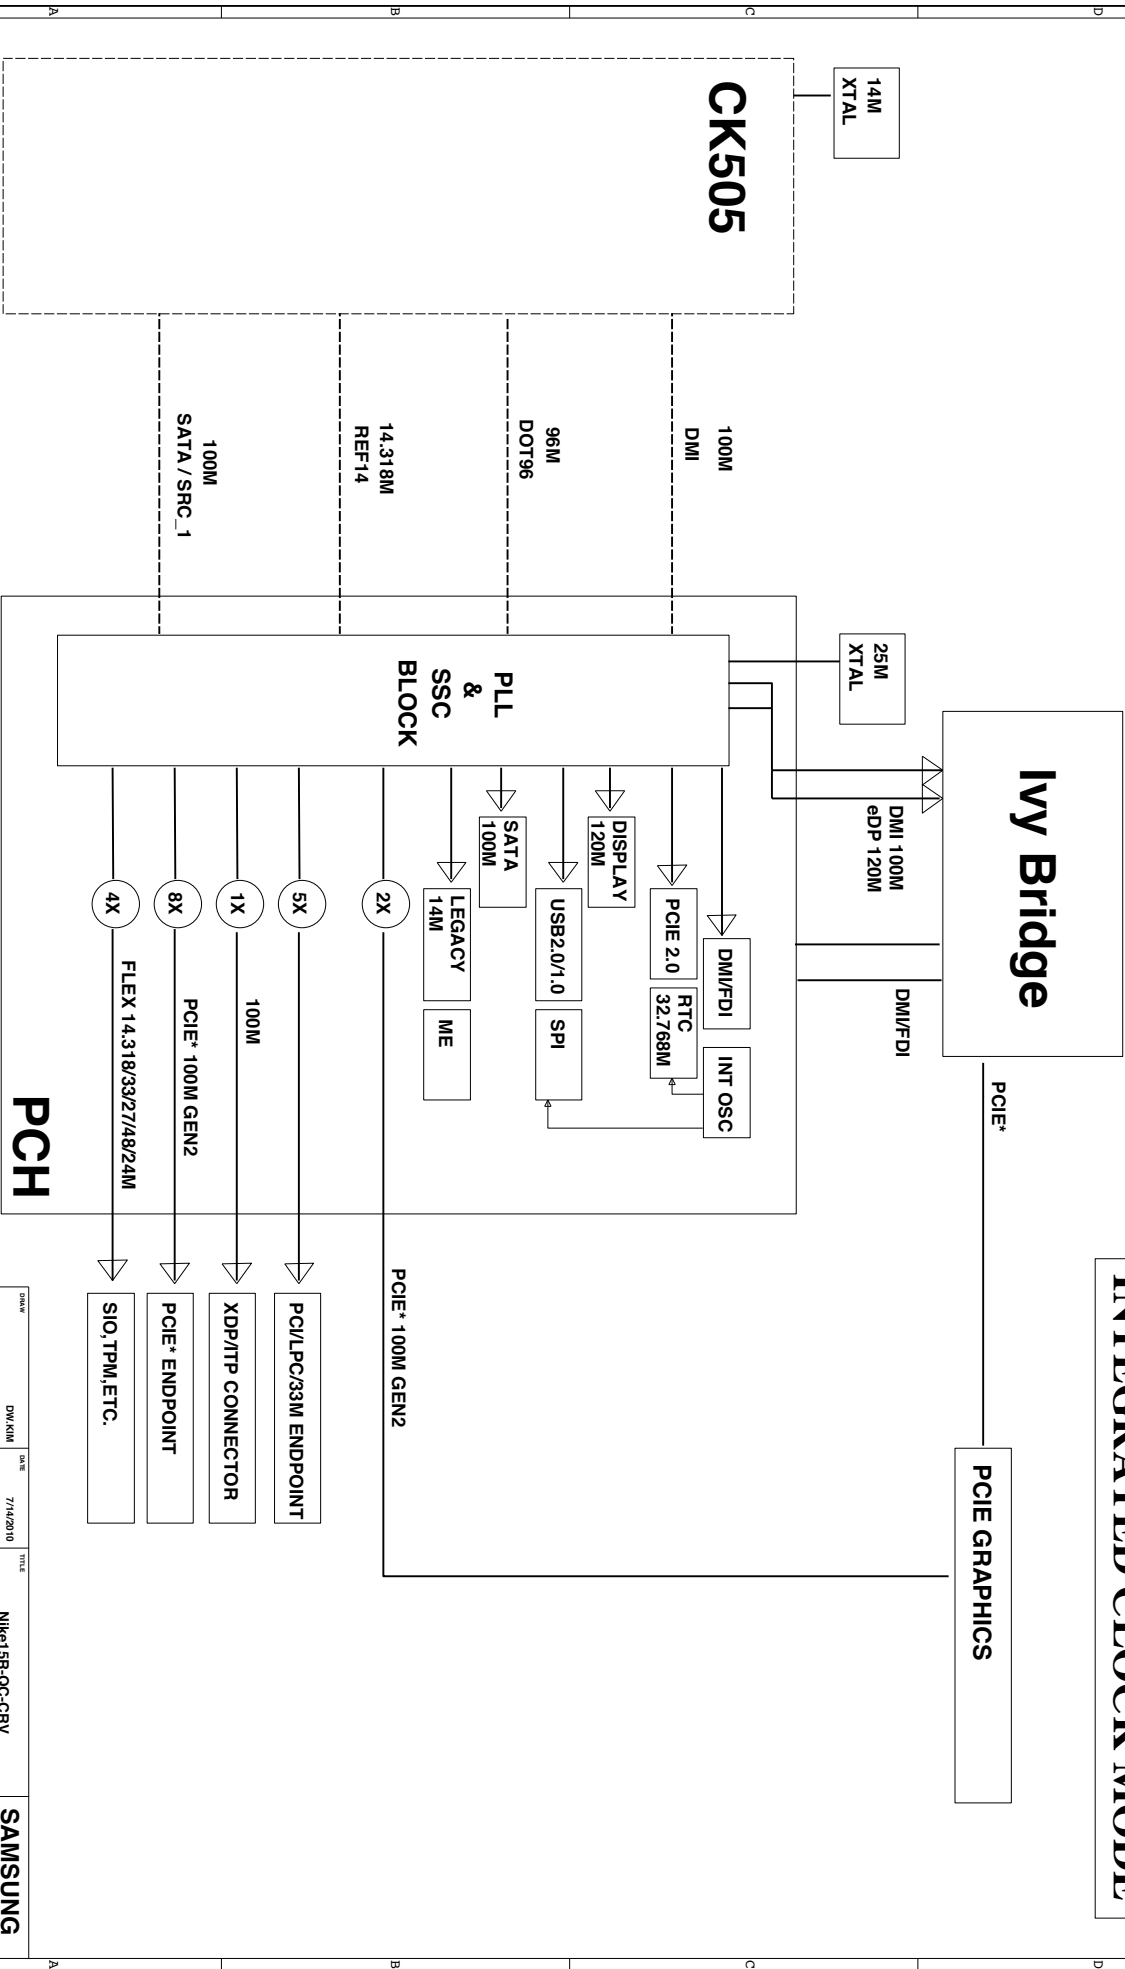 D
C
B
A
INTEGRATED CLOCK MODE
14M
XTAL
CK505
100M
DMI
96M
DOT96
14.318M
REF14
100M
SATA / SRC_1
25M
XTAL
Ivy Bridge
DMI 100M
eDP 120M
DMI/FDI
PCIE*
PCIE GRAPHICS
PLL
&
SSC
BLOCK
DMI/FDI
INT OSC
PCIE 2.0
RTC
32.768M
DISPLAY
120M
USB2.0/1.0
SPI
SATA
100M
LEGACY
14M
ME
2X
PCIE* 100M GEN2
5X
PCI/LPC/33M ENDPOINT
1X
100M
XDP/ITP CONNECTOR
8X
PCIE* 100M GEN2
PCIE* ENDPOINT
4X
FLEX 14.318/33/27/48/24M
SIO,TPM,ETC.
PCH
DRAW
DW.KIM
DATE
7/14/2010
TITLE
Nike15R-QC-CRV
SAMSUNG
D
C
B
A